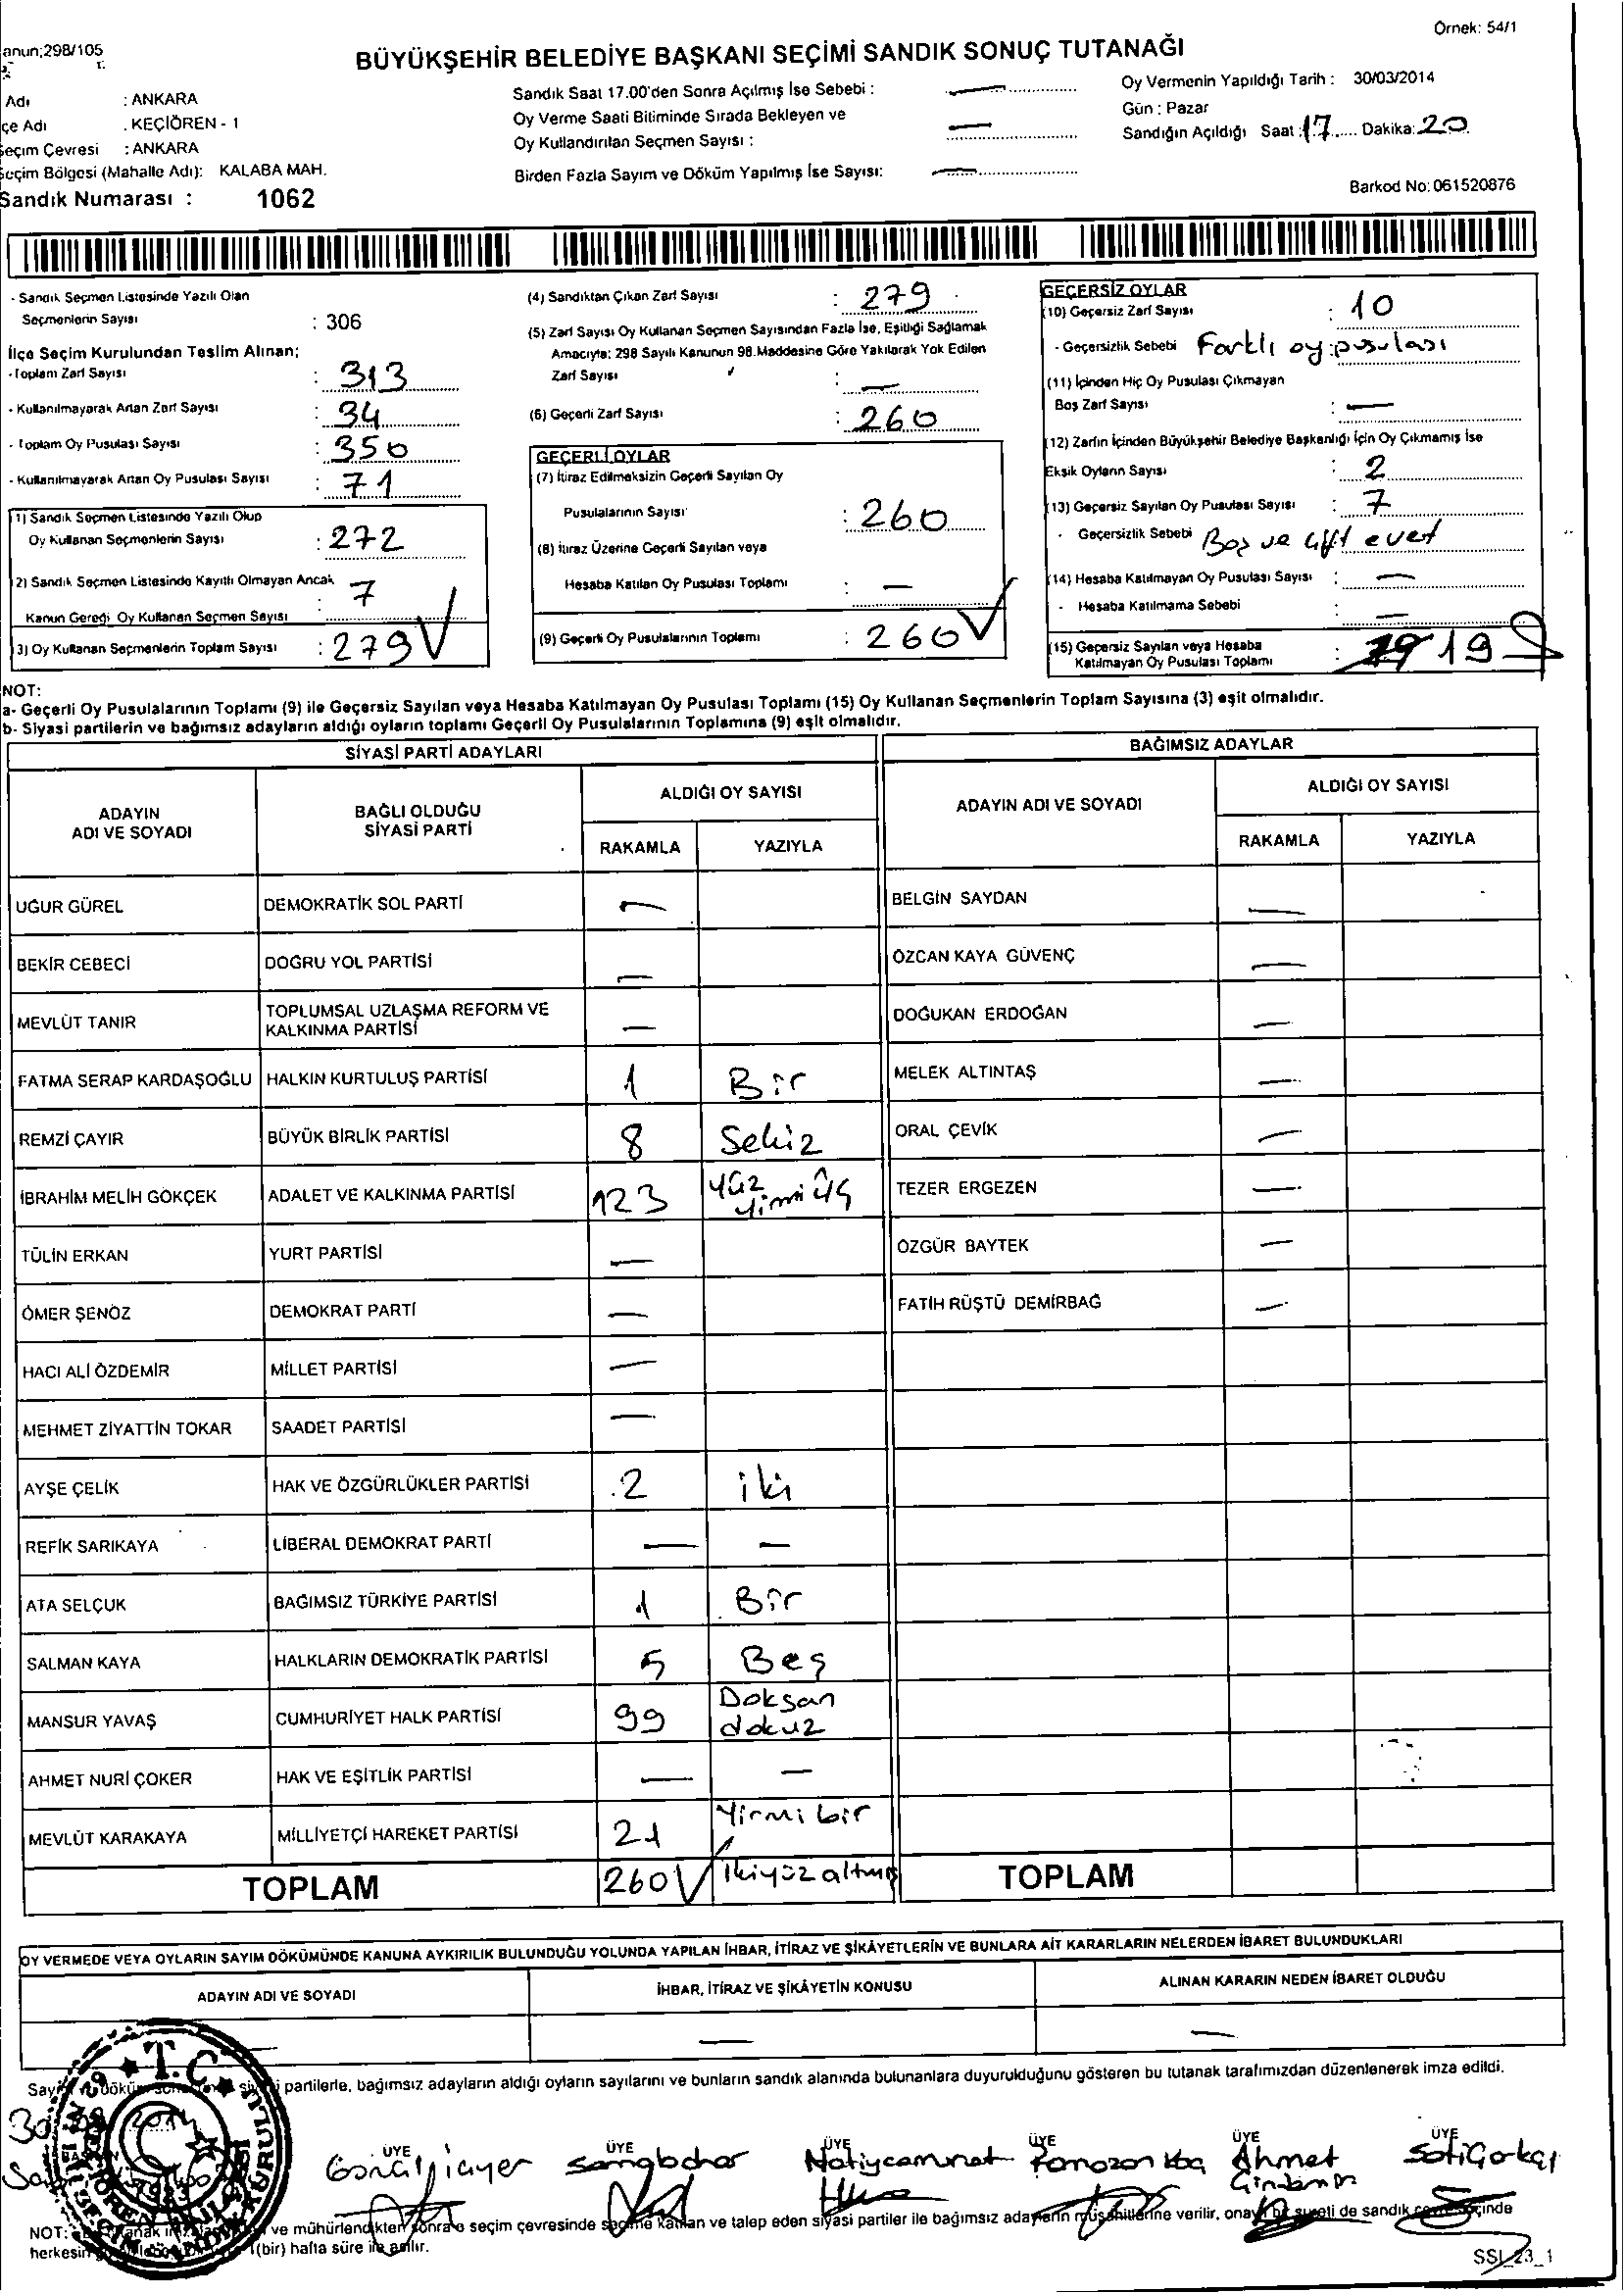 Örnek: 54/1
anun;298/105
BÜYÜKŞEHİR BELEDİYE BAŞKANI SEÇİMİ SANDIK SONUÇ TUTANAĞI
Adı : ANKARA
çe Adı : KEÇİÖREN - 1
Seçim Çevresi : ANKARA
Seçim Bölgesi (Mahalle Adı): KALABA MAH.
Sandık Numarası : 1062
Sandık Saat 17.00'den Sonra Açılmış İse Sebebi : —
Oy Verme Saati Bitiminde Sırada Bekleyen ve
Oy Kullandırılan Seçmen Sayısı : —
Birden Fazla Sayım ve Döküm Yapılmış İse Sayısı: —
Oy Vermenin Yapıldığı Tarih : 30/03/2014
Gün : Pazar
Sandığın Açıldığı Saat : 17 ..... Dakika: 20
Barkod No: 061520876
- Sandık Seçmen Listesinde Yazılı Olan
Seçmenlerin Sayısı : 306
İlçe Seçim Kurulundan Teslim Alınan;
- Toplam Zarf Sayısı : 313
- Kullanılmayarak Artan Zarf Sayısı : 34
- Toplam Oy Pusulası Sayısı : 350
- Kullanılmayarak Artan Oy Pusulası Sayısı : 71
1) Sandık Seçmen Listesinde Yazılı Olup
Oy Kullanan Seçmenlerin Sayısı : 272
2) Sandık Seçmen Listesinde Kayıtlı Olmayan Ancak
Kanun Gereği Oy Kullanan Seçmen Sayısı : 7
3) Oy Kullanan Seçmenlerin Toplam Sayısı : 279
(4) Sandıktan Çıkan Zarf Sayısı : 279
(5) Zarf Sayısı Oy Kullanan Seçmen Sayısından Fazla İse, Eşitliği Sağlamak
Amacıyla; 298 Sayılı Kanunun 98.Maddesine Göre Yakılarak Yok Edilen
Zarf Sayısı : —
(6) Geçerli Zarf Sayısı : 260
GEÇERLİ OYLAR
(7) İtiraz Edilmeksizin Geçerli Sayılan Oy
Pusulalarının Sayısı : 260
(8) İtiraz Üzerine Geçerli Sayılan veya
Hesaba Katılan Oy Pusulası Toplamı : —
(9) Geçerli Oy Pusulalarının Toplamı : 260
GEÇERSİZ OYLAR
(10) Geçersiz Zarf Sayısı : 10
- Geçersizlik Sebebi Farklı oy pusulası
(11) İçinden Hiç Oy Pusulası Çıkmayan
Boş Zarf Sayısı : —
(12) Zarfın İçinden Büyükşehir Belediye Başkanlığı İçin Oy Çıkmamış İse
Eksik Oyların Sayısı : 2
(13) Geçersiz Sayılan Oy Pusulası Sayısı : 7
- Geçersizlik Sebebi Boş ve çift evet
(14) Hesaba Katılmayan Oy Pusulası Sayısı : —
- Hesaba Katılmama Sebebi : —
(15) Geçersiz Sayılan veya Hesaba
Katılmayan Oy Pusulası Toplamı : 19
NOT:
a- Geçerli Oy Pusulalarının Toplamı (9) ile Geçersiz Sayılan veya Hesaba Katılmayan Oy Pusulası Toplamı (15) Oy Kullanan Seçmenlerin Toplam Sayısına (3) eşit olmalıdır.
b- Siyasi partilerin ve bağımsız adayların aldığı oyların toplamı Geçerli Oy Pusulalarının Toplamına (9) eşit olmalıdır.
SİYASİ PARTİ ADAYLARI
ADAYIN ADI VE SOYADI BAĞLI OLDUĞU SİYASİ PARTİ ALDIĞI OY SAYISI
RAKAMLA YAZIYLA
UĞUR GÜREL DEMOKRATİK SOL PARTİ —
BEKİR CEBECİ DOĞRU YOL PARTİSİ —
MEVLÜT TANIR TOPLUMSAL UZLAŞMA REFORM VE KALKINMA PARTİSİ —
FATMA SERAP KARDAŞOĞLU HALKIN KURTULUŞ PARTİSİ 1 Bir
REMZİ ÇAYIR BÜYÜK BİRLİK PARTİSİ 8 Sekiz
İBRAHİM MELİH GÖKÇEK ADALET VE KALKINMA PARTİSİ 123 Yüz yirmi üç
TÜLİN ERKAN YURT PARTİSİ —
ÖMER ŞENÖZ DEMOKRAT PARTİ —
HACI ALİ ÖZDEMİR MİLLET PARTİSİ —
MEHMET ZİYATTİN TOKAR SAADET PARTİSİ —
AYŞE ÇELİK HAK VE ÖZGÜRLÜKLER PARTİSİ 2 iki
REFİK SARIKAYA LİBERAL DEMOKRAT PARTİ — —
ATA SELÇUK BAĞIMSIZ TÜRKİYE PARTİSİ 1 Bir
SALMAN KAYA HALKLARIN DEMOKRATİK PARTİSİ 5 Beş
MANSUR YAVAŞ CUMHURİYET HALK PARTİSİ 99 Doksan dokuz
AHMET NURİ ÇOKER HAK VE EŞİTLİK PARTİSİ — —
MEVLÜT KARAKAYA MİLLİYETÇİ HAREKET PARTİSİ 21 Yirmi bir
TOPLAM 260 İkiyüz altmış
BAĞIMSIZ ADAYLAR
ADAYIN ADI VE SOYADI ALDIĞI OY SAYISI
RAKAMLA YAZIYLA
BELGİN SAYDAN —
ÖZCAN KAYA GÜVENÇ —
DOĞUKAN ERDOĞAN —
MELEK ALTINTAŞ —
ORAL ÇEVİK —
TEZER ERGEZEN —
ÖZGÜR BAYTEK —
FATİH RÜŞTÜ DEMİRBAĞ —
TOPLAM
OY VERMEDE VEYA OYLARIN SAYIM DÖKÜMÜNDE KANUNA AYKIRILIK BULUNDUĞU YOLUNDA YAPILAN İHBAR, İTİRAZ VE ŞİKÂYETLERİN VE BUNLARA AİT KARARLARIN NELERDEN İBARET BULUNDUKLARI
ADAYIN ADI VE SOYADI İHBAR, İTİRAZ VE ŞİKÂYETİN KONUSU ALINAN KARARIN NEDEN İBARET OLDUĞU
— — —
partilerle, bağımsız adayların aldığı oyların sayılarını ve bunların sandık alanında bulunanlara duyurulduğunu gösteren bu tutanak tarafımızdan düzenlenerek imza edildi.
T.C.
ÜYE ÜYE ÜYE ÜYE ÜYE ÜYE
Ahmet
NOT: ve mühürlendikten sonra seçim çevresinde seçime katılan ve talep eden siyasi partiler ile bağımsız adayların müşahitlerine verilir, onaylı bir sureti de sandık çevresi içinde
herkesin (bir) hafta süre ile asılır.
SSI_23_1